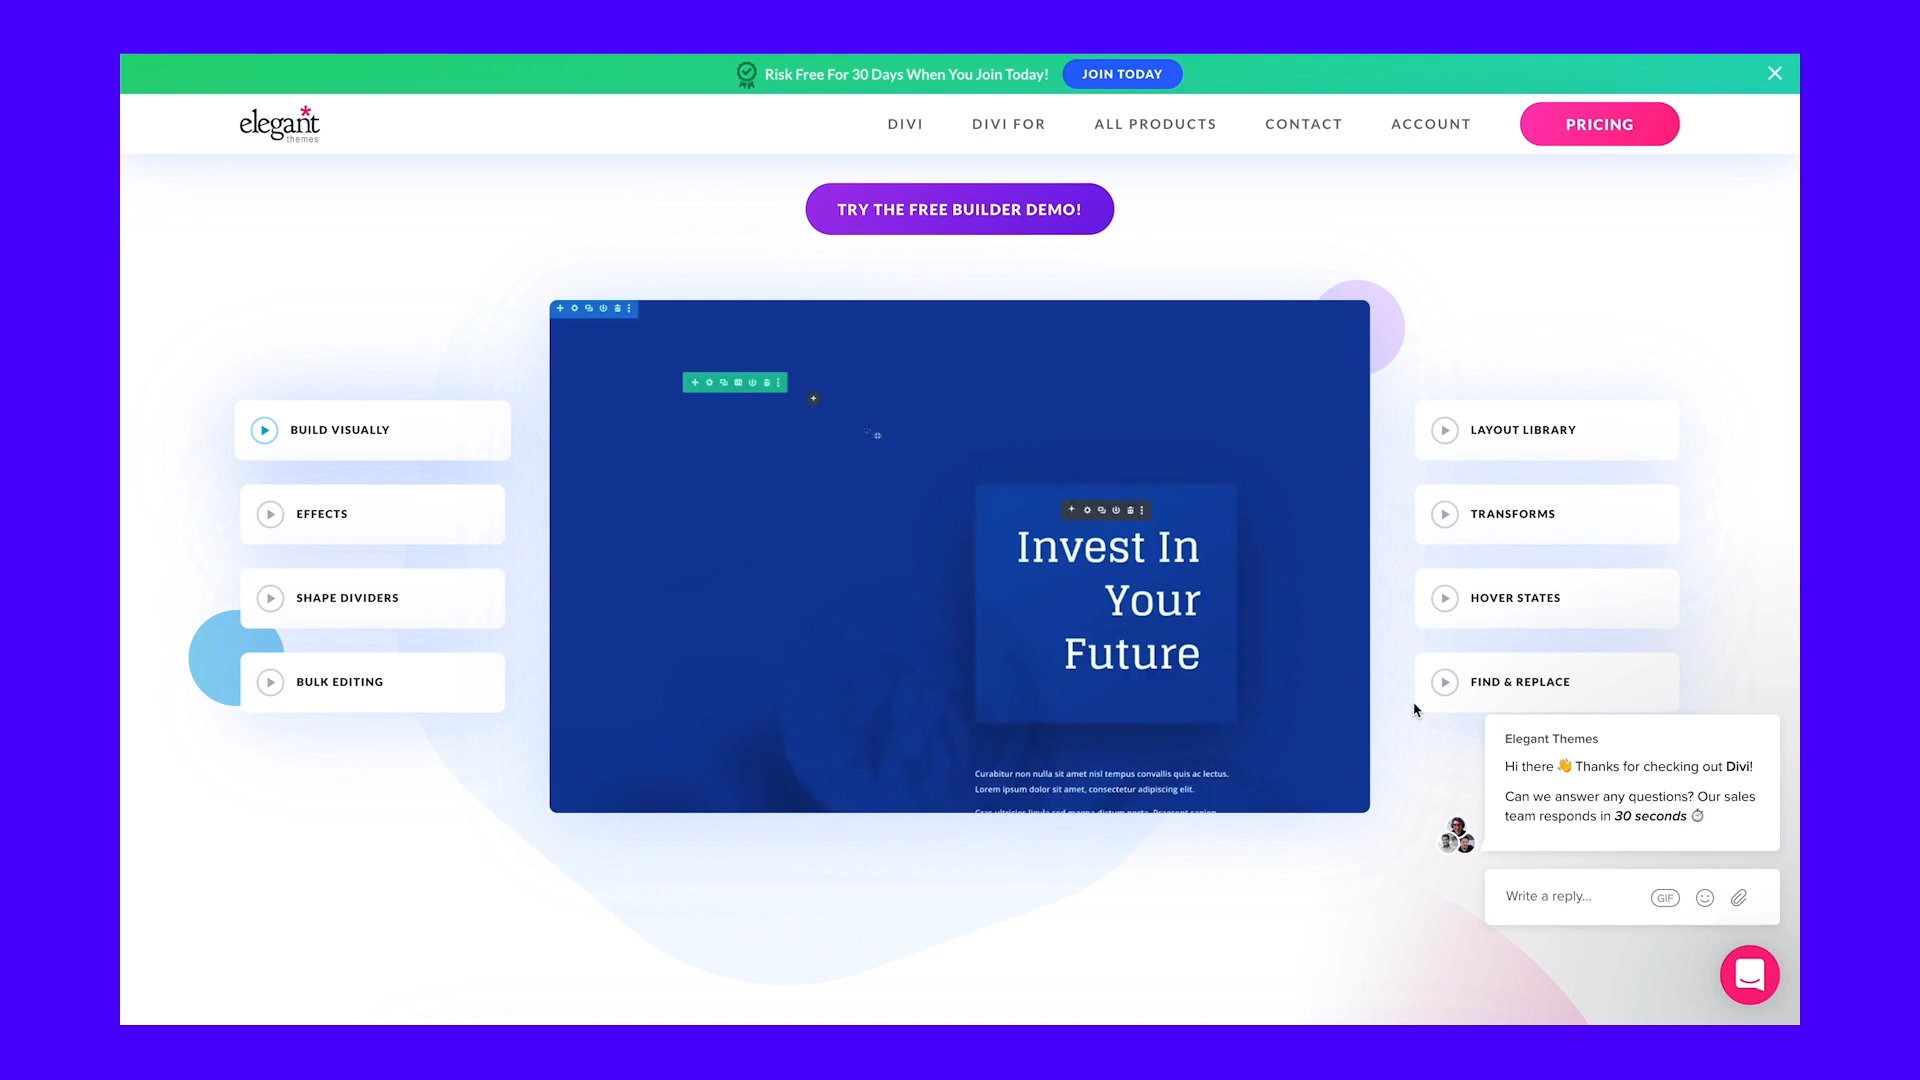 Risk Free For 30 Days When You Join Today!
JOIN TODAY
elegant
themes
DIVI
DIVI FOR
ALL PRODUCTS
CONTACT
ACCOUNT
PRICING
TRY THE FREE BUILDER DEMO!
BUILD VISUALLY
EFFECTS
SHAPE DIVIDERS
BULK EDITING
Invest In
Your
Future
Curabitur non nulla sit amet nisl tempus convallis quis ac lectus.
Lorem ipsum dolor sit amet, consectetur adipiscing elit.
LAYOUT LIBRARY
TRANSFORMS
HOVER STATES
FIND & REPLACE
Elegant Themes
Hi there 👋 Thanks for checking out Divi!
Can we answer any questions? Our sales
team responds in 30 seconds ⏱
Write a reply...
GIF